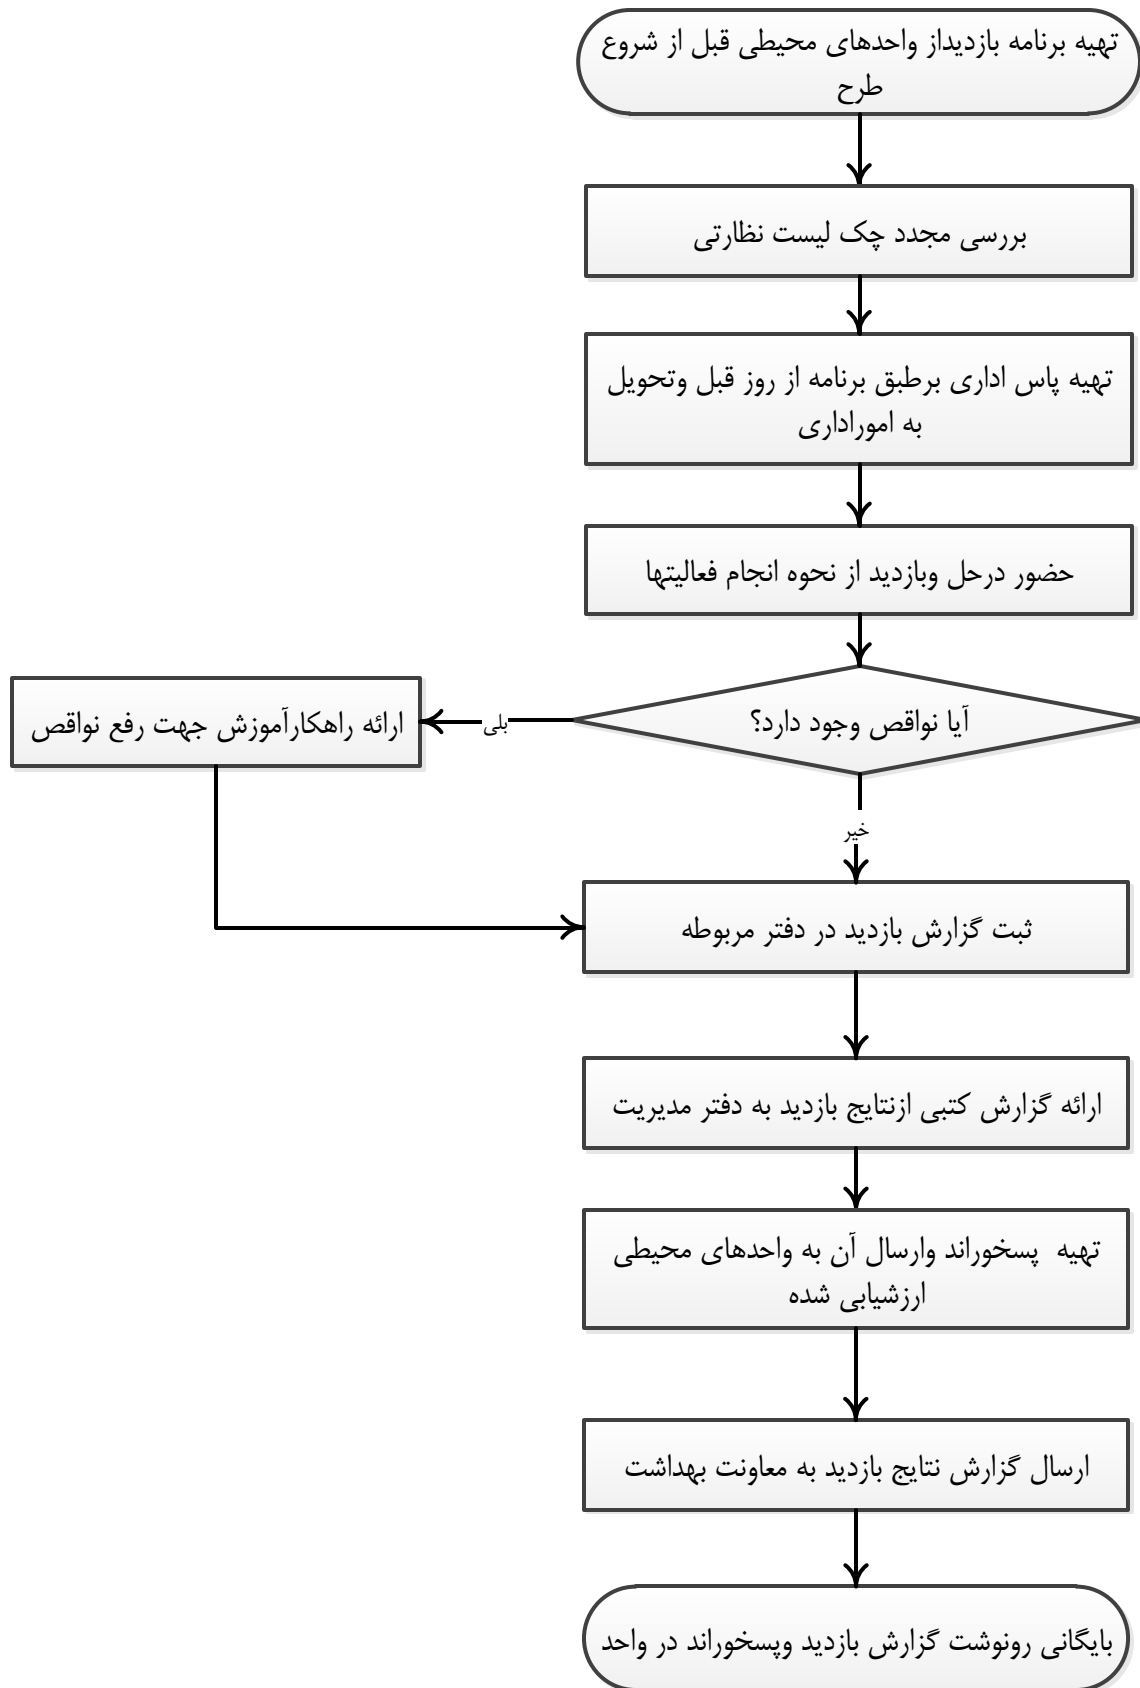 تهیه برنامه بازدیداز واحدهای محیطی قبل از شروع
طرح
بررسی مجدد چک لیست نظارتی
تهیه پاس اداری برطبق برنامه از روز قبل وتحویل
به اموراداری
حضور درحل وبازدید از نحوه انجام فعالیتها
آیا نواقص وجود دارد؟
بلی
ارائه راهکارآموزش جهت رفع نواقص
خیر
ثبت گزارش بازدید در دفتر مربوطه
ارائه گزارش کتبی ازنتایج بازدید به دفتر مدیریت
تهیه پسخوراند وارسال آن به واحدهای محیطی
ارزشیابی شده
ارسال گزارش نتایج بازدید به معاونت بهداشت
بایگانی رونوشت گزارش بازدید وپسخوراند در واحد